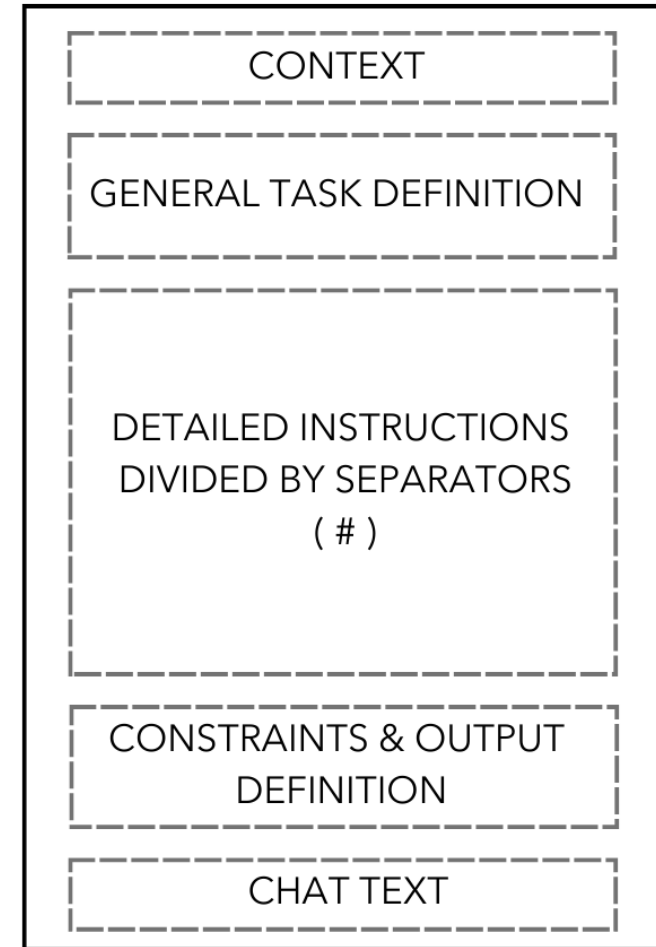 CONTEXT
GENERAL TASK DEFINITION
DETAILED INSTRUCTIONS
DIVIDED BY SEPARATORS
( # )
CONSTRAINTS & OUTPUT
DEFINITION
CHAT TEXT